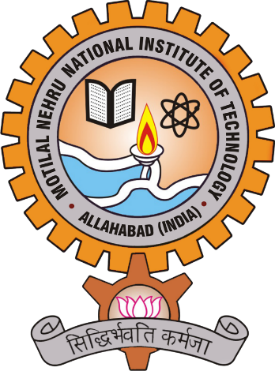 MOTILAL NEHRU NATIONAL INSTITUTE OF TECHNOLOGY
• ALLAHABAD (INDIA) •
सिद्धिर्भवति कर्मजा